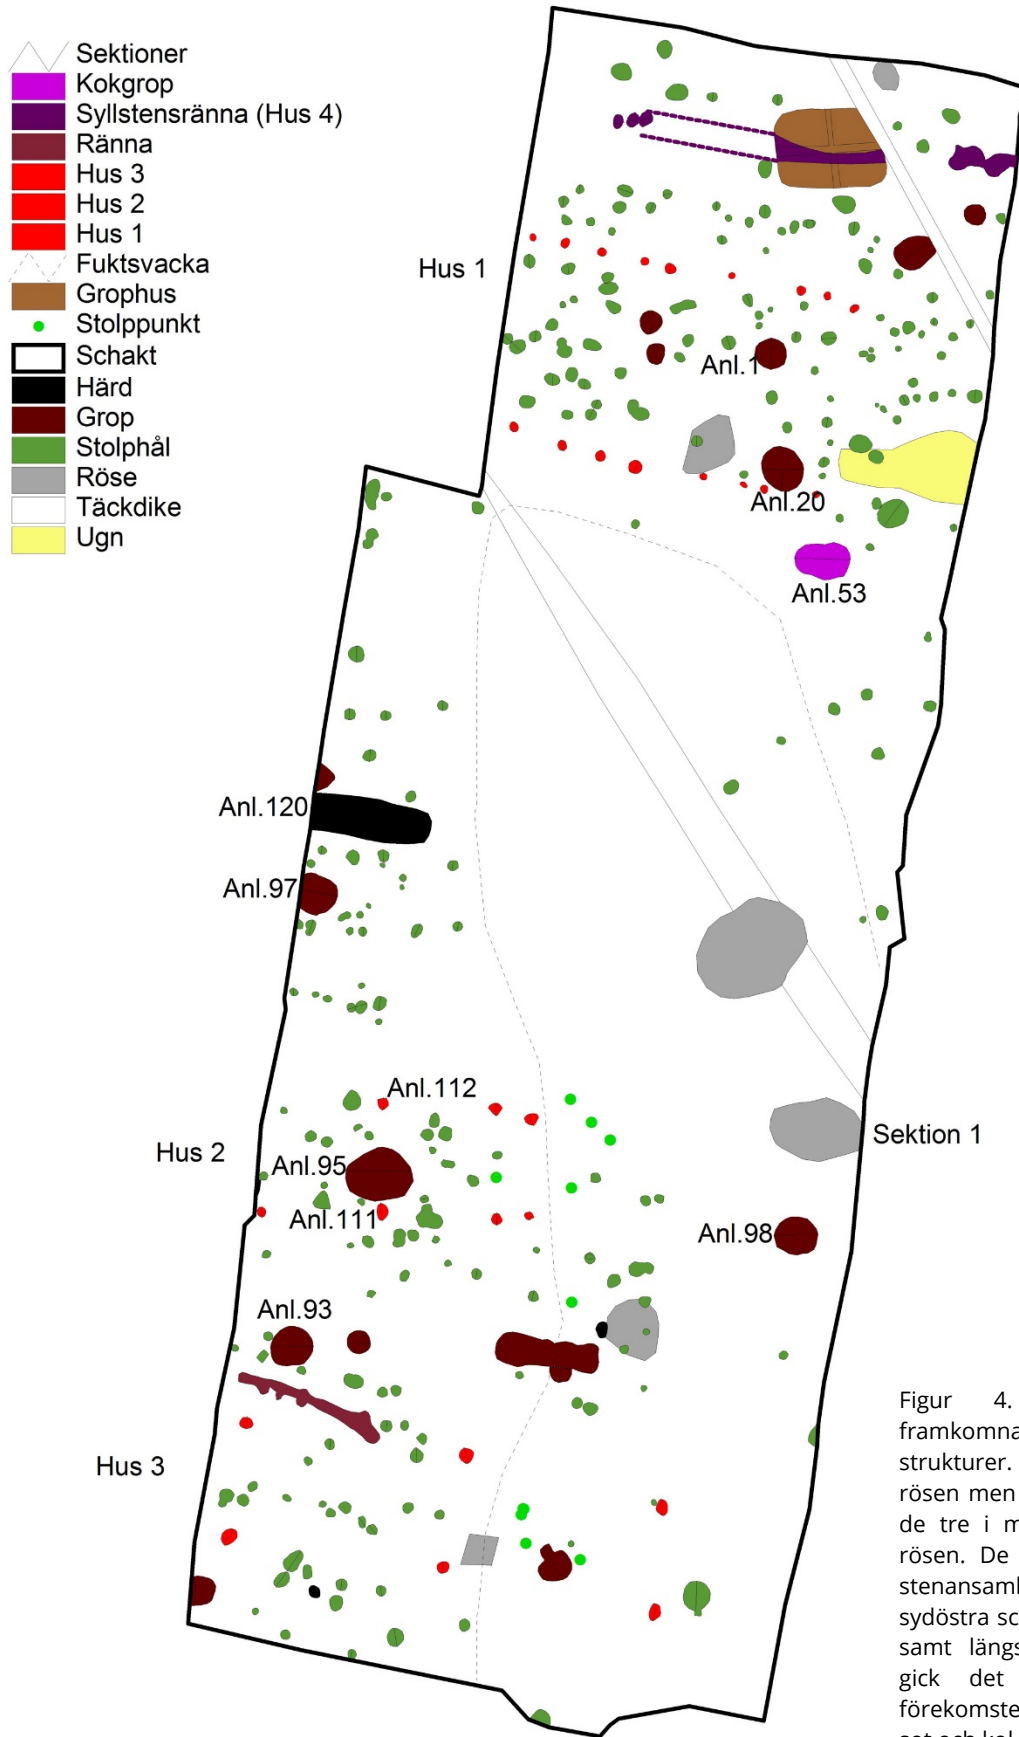 Sektioner
Kokgrop
Syllstensränna (Hus 4)
Ränna
Hus 3
Hus 2
Hus 1
Fuktsvacka
Grophus
Stolppunkt
Schakt
Härd
Grop
Stolphål
Röse
Täckdike
Ugn
Hus 1
Anl.1
Anl.20
Anl.53
Anl.120
Anl.97
Anl.112
Hus 2
Anl.95
Anl.111
Sektion 1
Anl.98
Anl.93
Hus 3
Figur 4.
framkomna
strukturer.
rösen men
de tre i m
rösen. De
stenansaml
sydöstra sc
samt längs
gick det
förekomste